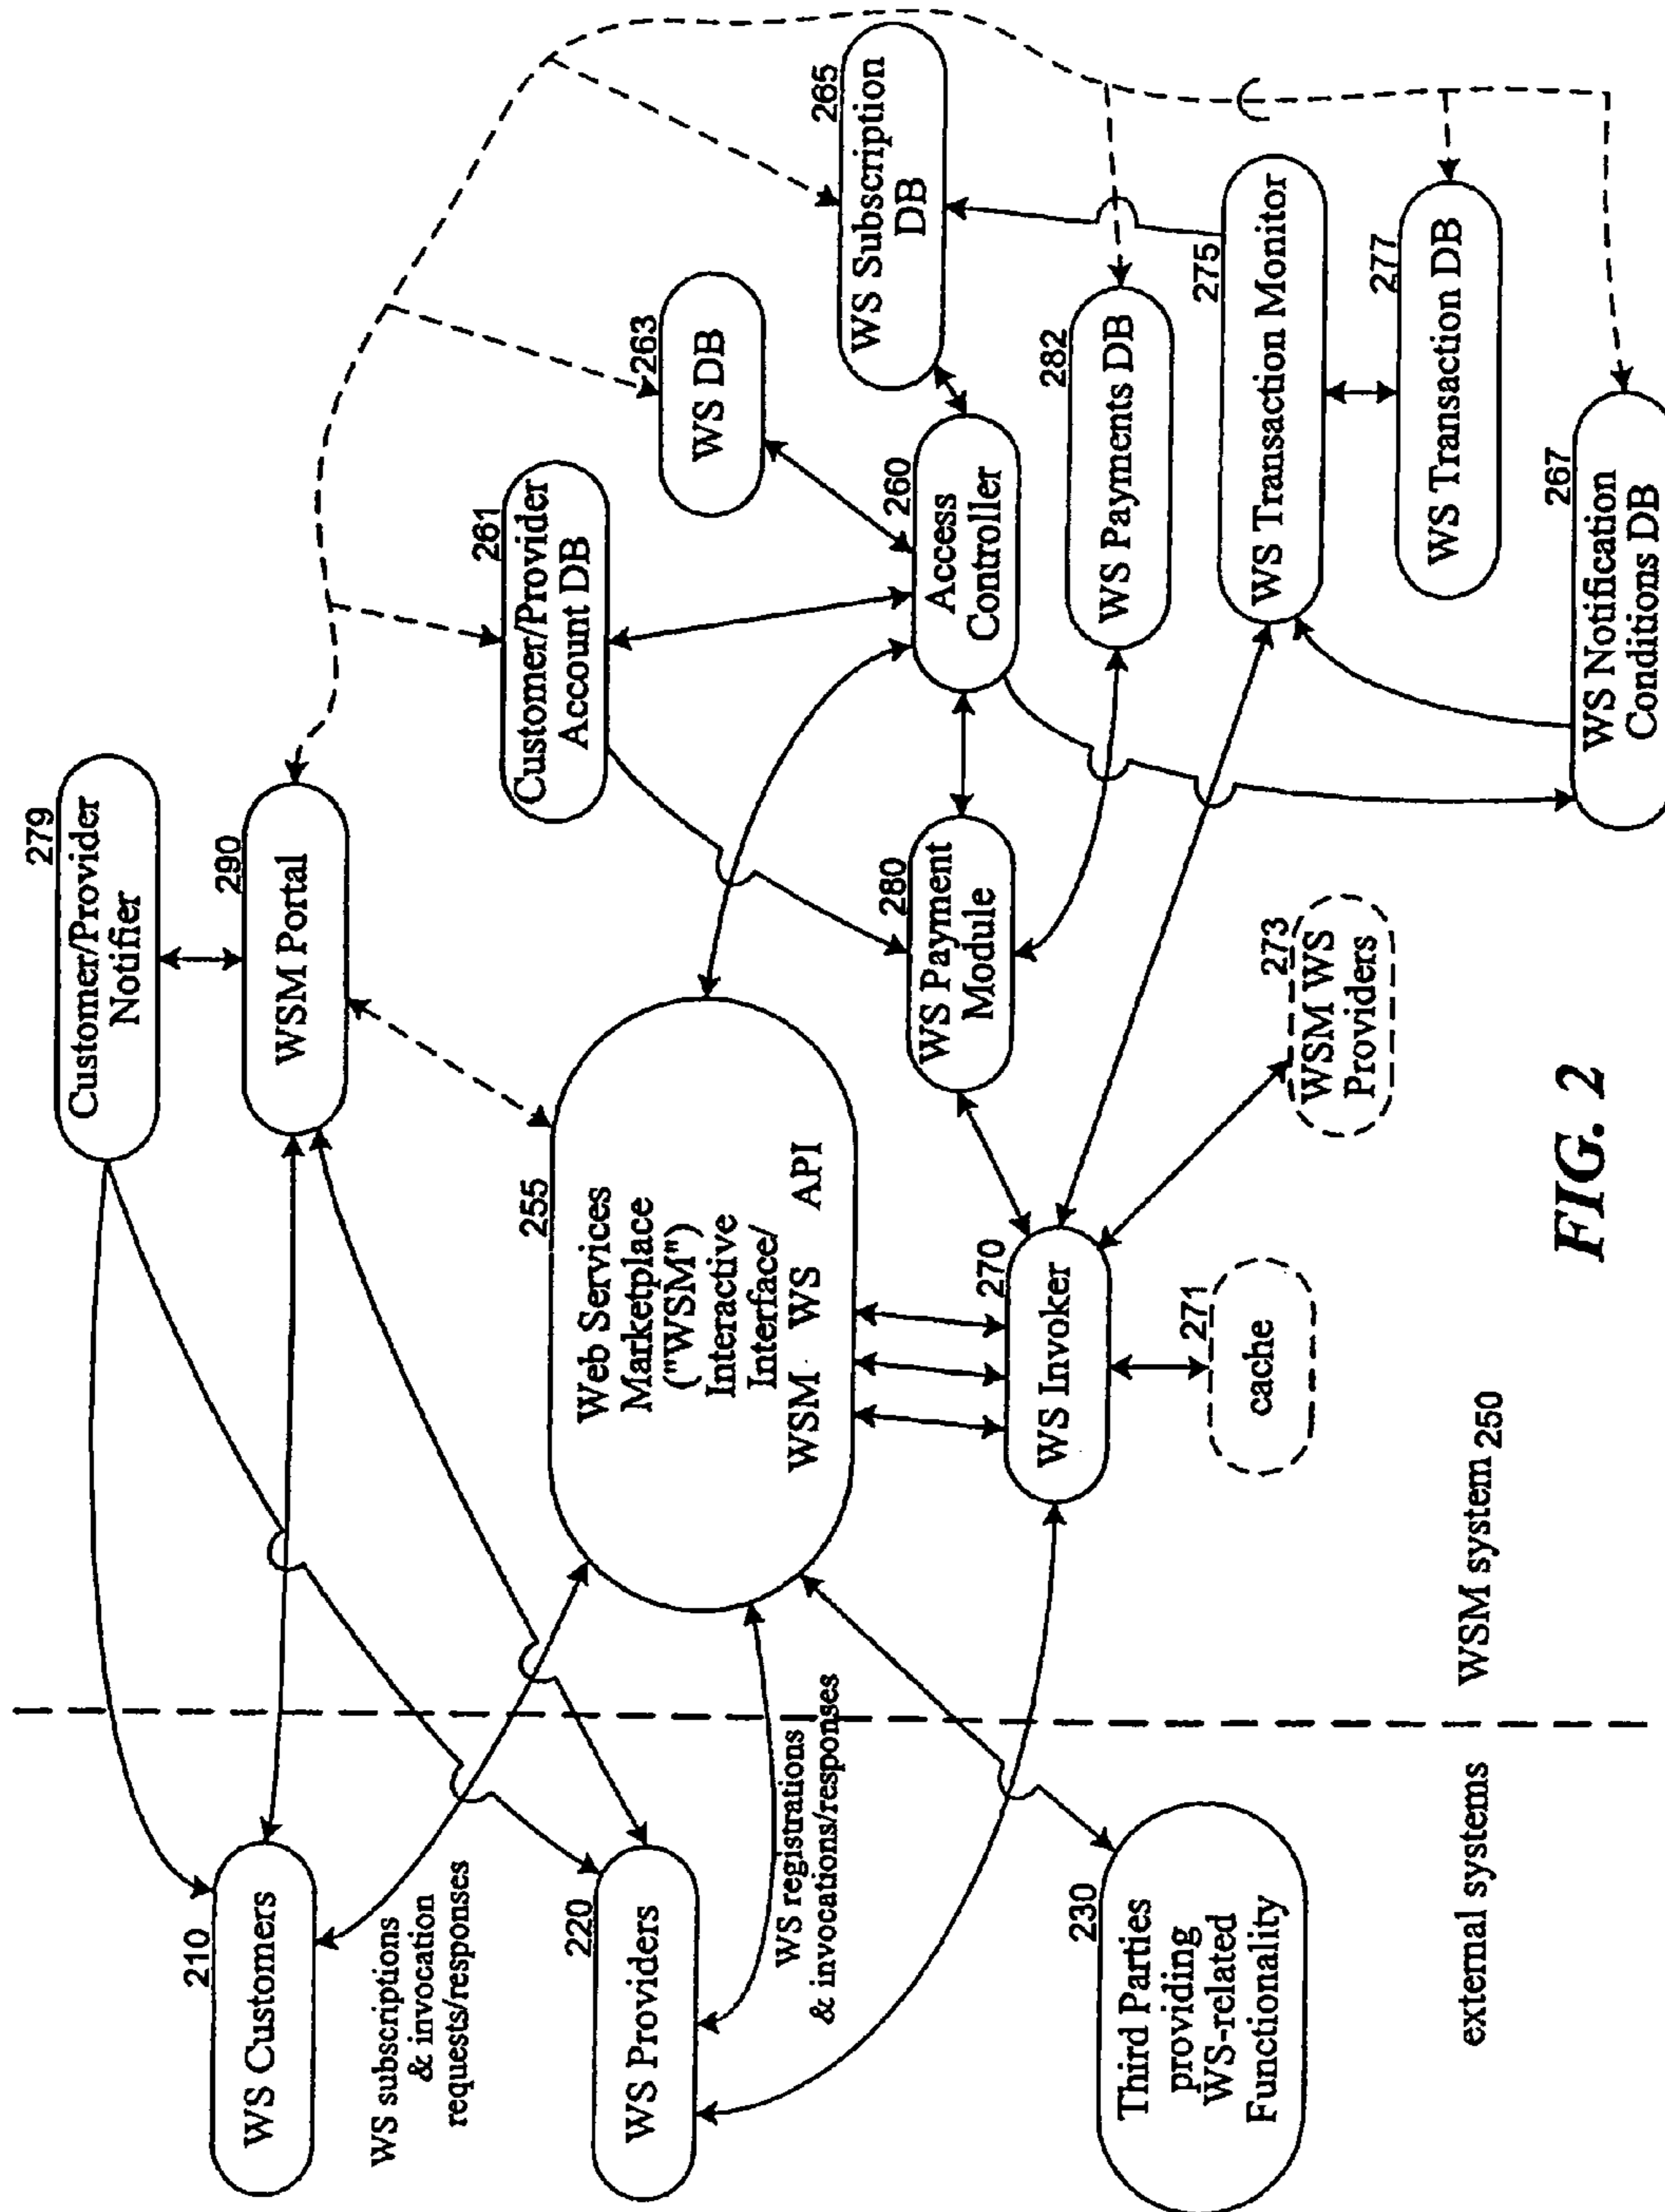 279
Customer/Provider
Notifier
290
WSM Portal
261
Customer/Provider
Account DB
263
WS DB
265
WS Subscription
DB
210
WS Customers
WS subscriptions
& invocation
requests/responses
255
Web Services
Marketplace
("WSM")
Interactive
Interface/
WSM WS API
260
Access
Controller
220
WS Providers
WS registrations
& invocations/responses
280
WS Payment
Module
282
WS Payments DB
270
WS Invoker
275
WS Transaction Monitor
230
Third Parties
providing
WS-related
Functionality
271
cache
273
WSM WS
Providers
277
WS Transaction DB
267
WS Notification
Conditions DB
external systems
WSM system 250
FIG. 2